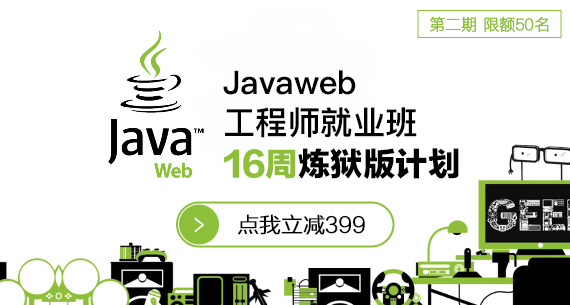 第二期 限额50名
Javaweb
工程师就业班
16周炼狱版计划
Java™
Web
点我立减399
GEEK